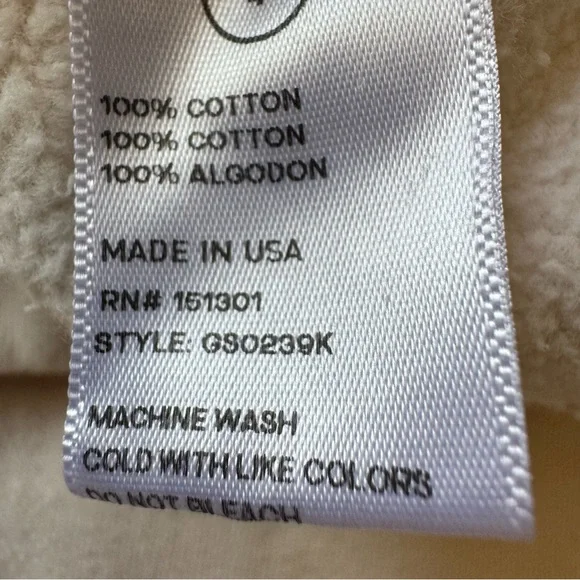 100% COTTON
100% COTTON
100% ALGODON
MADE IN USA
RN# 151301
STYLE: GS0239K
MACHINE WASH
COLD WITH LIKE COLORS
DO NOT BLEACH